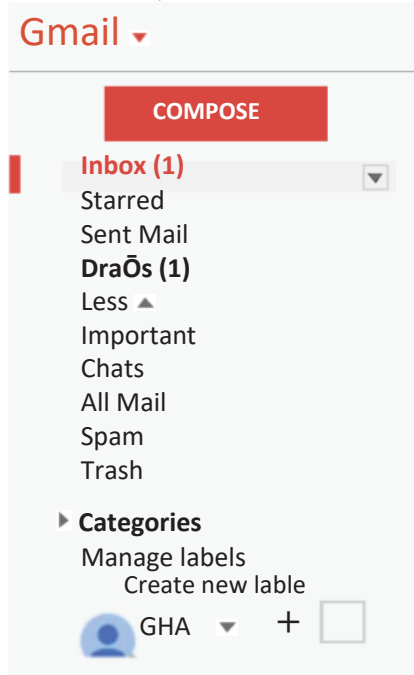 Gmail
COMPOSE
Inbox (1)
Starred
Sent Mail
DraŌs (1)
Less
Important
Chats
All Mail
Spam
Trash
Categories
Manage labels
Create new lable
GHA +